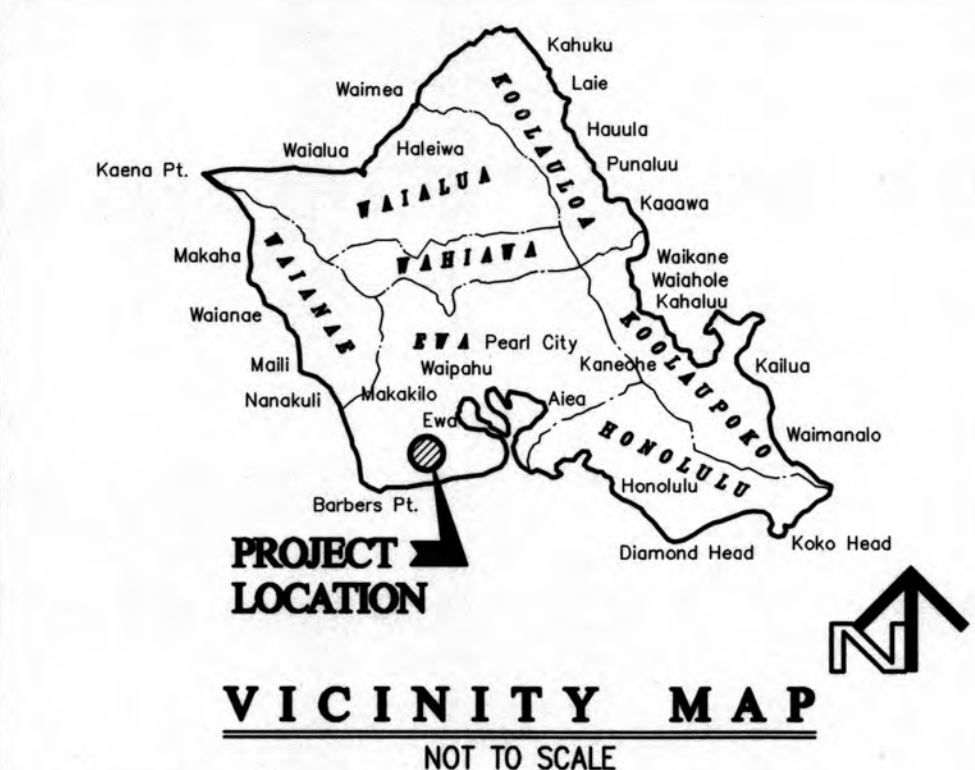 Kahuku
Laie
Waimea
Hauula
Waialua
Haleiwa
Punaluu
Kaena Pt.
KOOLAULOA
WAIALUA
Kaaawa
Makaha
WAHIAWA
Waikane
Waiahole
Kahaluu
WAIANAE
Waianae
EWA
Pearl City
Waipahu
Kaneohe
KOOLAUPOKO
Kailua
Maili
Nanakuli
Makakilo
Ewa
Aiea
Waimanalo
HONOLULU
Honolulu
Barbers Pt.
Diamond Head
Koko Head
PROJECT
LOCATION
N
VICINITY MAP
NOT TO SCALE